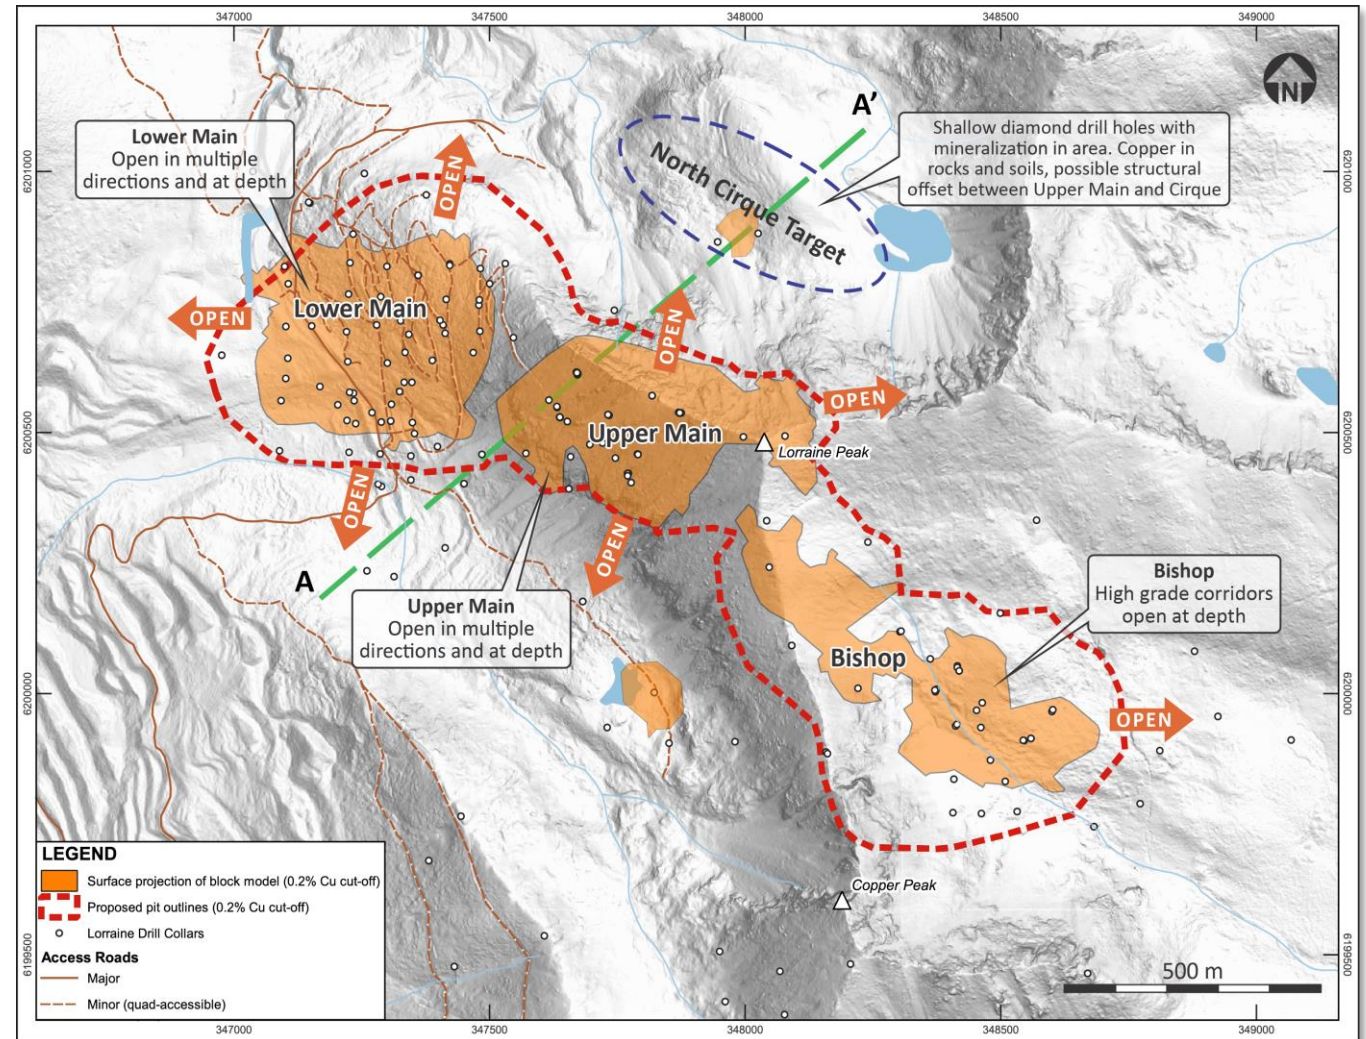 347000
347500
348000
348500
349000
N
A’
Lower Main
Open in multiple
directions and at depth
Shallow diamond drill holes with
mineralization in area. Copper in
rocks and soils, possible structural
offset between Upper Main and Cirque
6201000
6201000
OPEN
North Cirque Target
Lower Main
OPEN
OPEN
OPEN
6200500
6200500
Upper Main
Lorraine Peak
OPEN
OPEN
A
Upper Main
Open in multiple
directions and at depth
Bishop
High grade corridors
open at depth
Bishop
6200000
6200000
OPEN
LEGEND
Surface projection of block model (0.2% Cu cut-off)
Proposed pit outlines (0.2% Cu cut-off)
Lorraine Drill Collars
Access Roads
Major
Minor (quad-accessible)
Copper Peak
6199500
6199500
500 m
347000
347500
348000
348500
349000